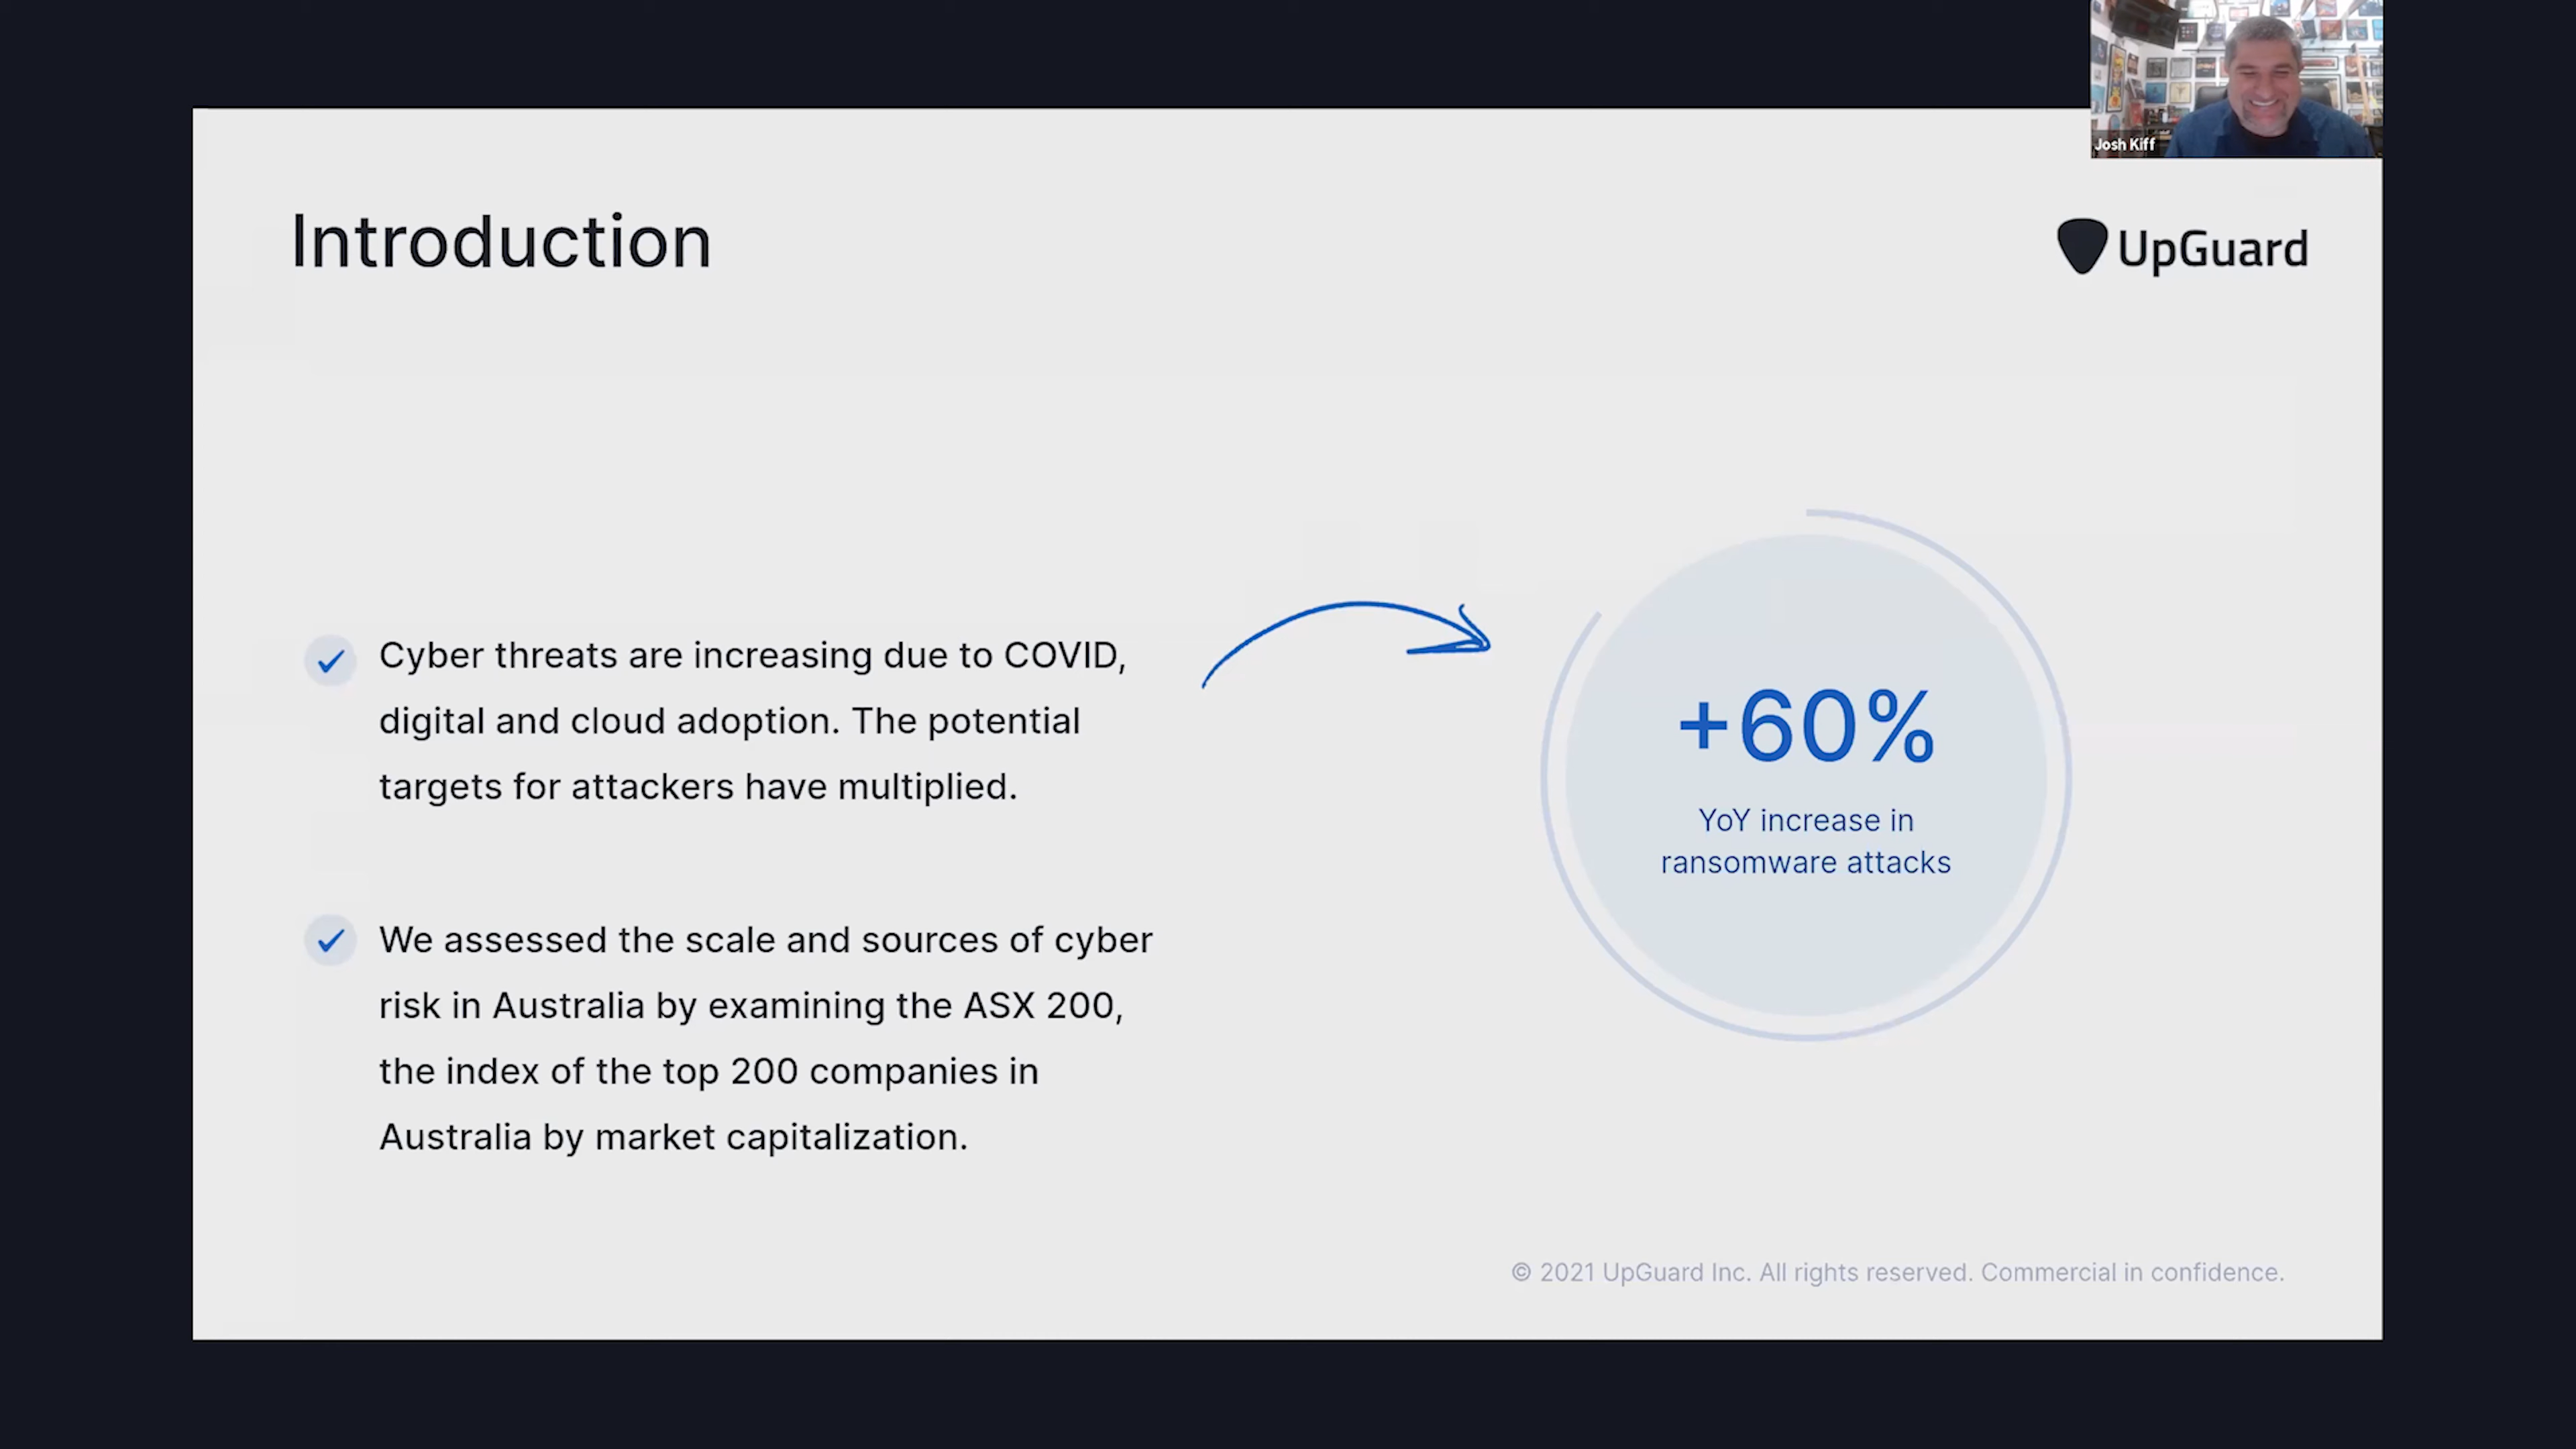 Josh Kiff
Introduction
UpGuard
Cyber threats are increasing due to COVID,
digital and cloud adoption. The potential
targets for attackers have multiplied.
We assessed the scale and sources of cyber
risk in Australia by examining the ASX 200,
the index of the top 200 companies in
Australia by market capitalization.
+60%
YoY increase in
ransomware attacks
© 2021 UpGuard Inc. All rights reserved. Commercial in confidence.